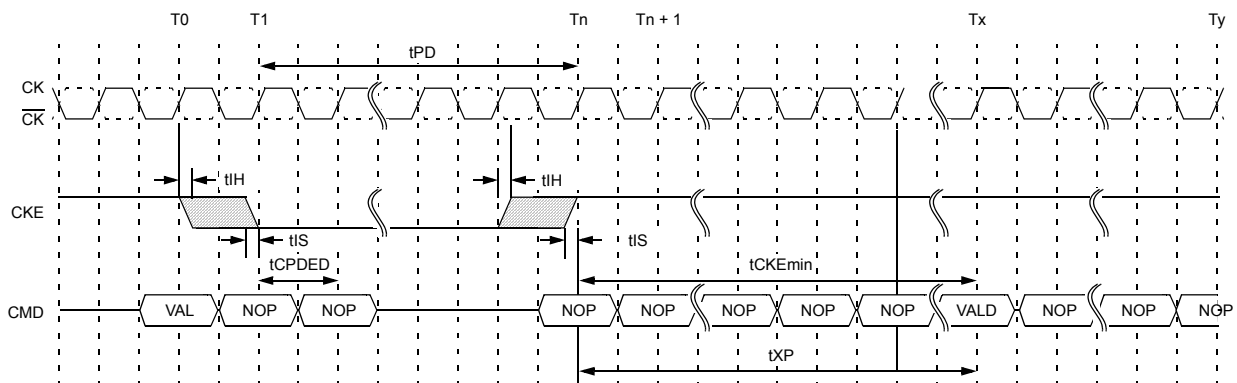 T0 T1 Tn Tn + 1 Tx Ty
tPD
CK
CK
tIH tIH
CKE
tIS tIS
tCPDED tCKEmin
CMD VAL NOP NOP NOP NOP NOP NOP NOP VALD NOP NOP NOP
tXP